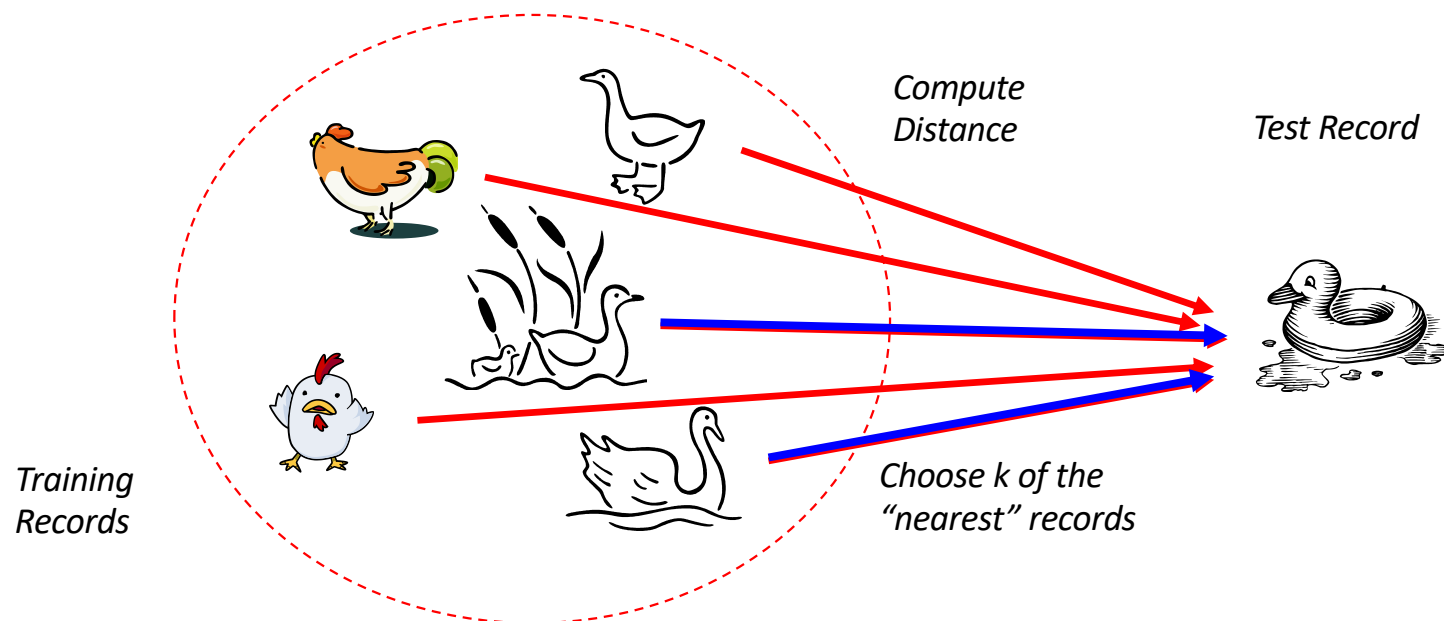 Compute
Distance
Test Record
Training
Records
Choose k of the
“nearest” records